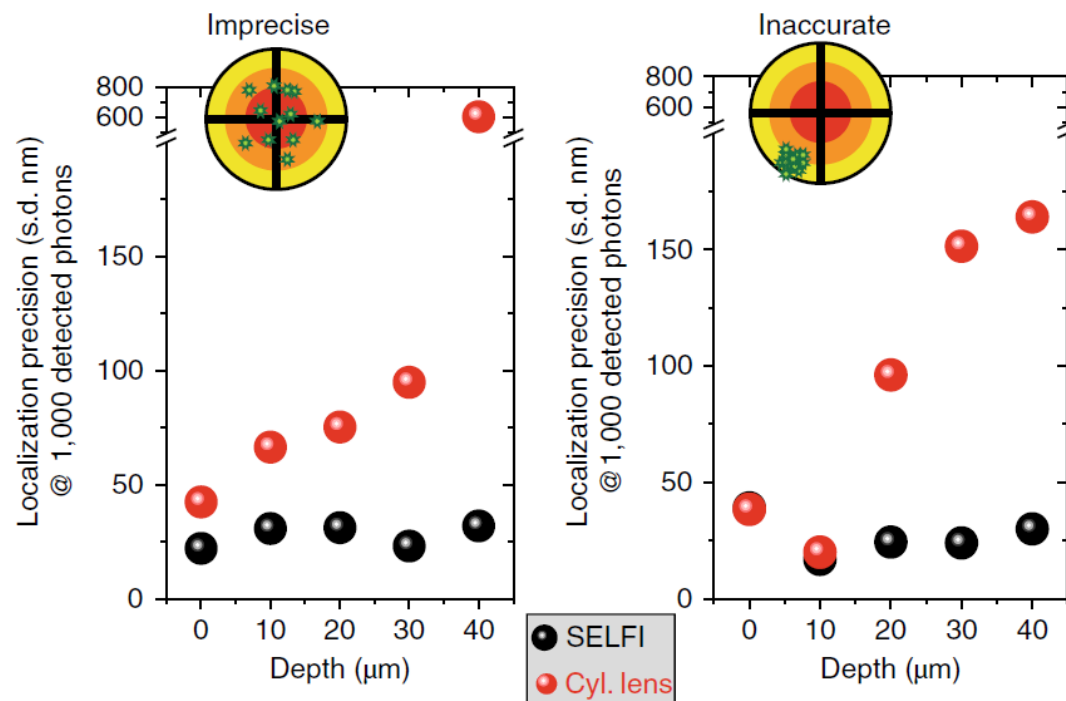 Imprecise
800
600
150
100
50
0
0 10 20 30 40
Depth (μm)
Localization precision (s.d. nm)
@ 1,000 detected photons
Inaccurate
800
600
150
100
50
0
0 10 20 30 40
Depth (μm)
Localization precision (s.d. nm)
@1,000 detected photons
SELFI
Cyl. lens